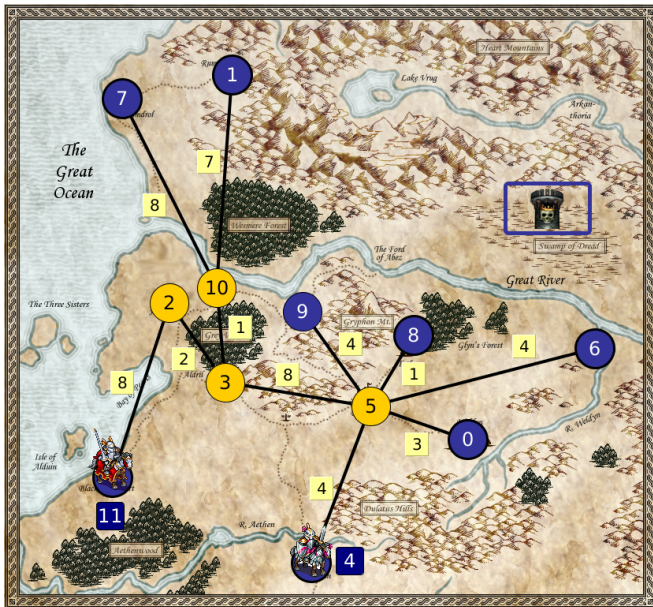 Heart Mountains
1
7
Lake Vrug
Arkan-
thoria
The
Great
Ocean
7
8
Wenmere Forest
Swamp of Dread
The Ford
of Abez
Great River
The Three Sisters
2
10
9
1
Gryphon Mt.
8
Glyn's Forest
4
6
2
4
1
8
8
3
5
3
0
R. Weldyn
Isle of
Alduin
11
4
Dulatus Hills
R. Aethen
Aethenwood
4